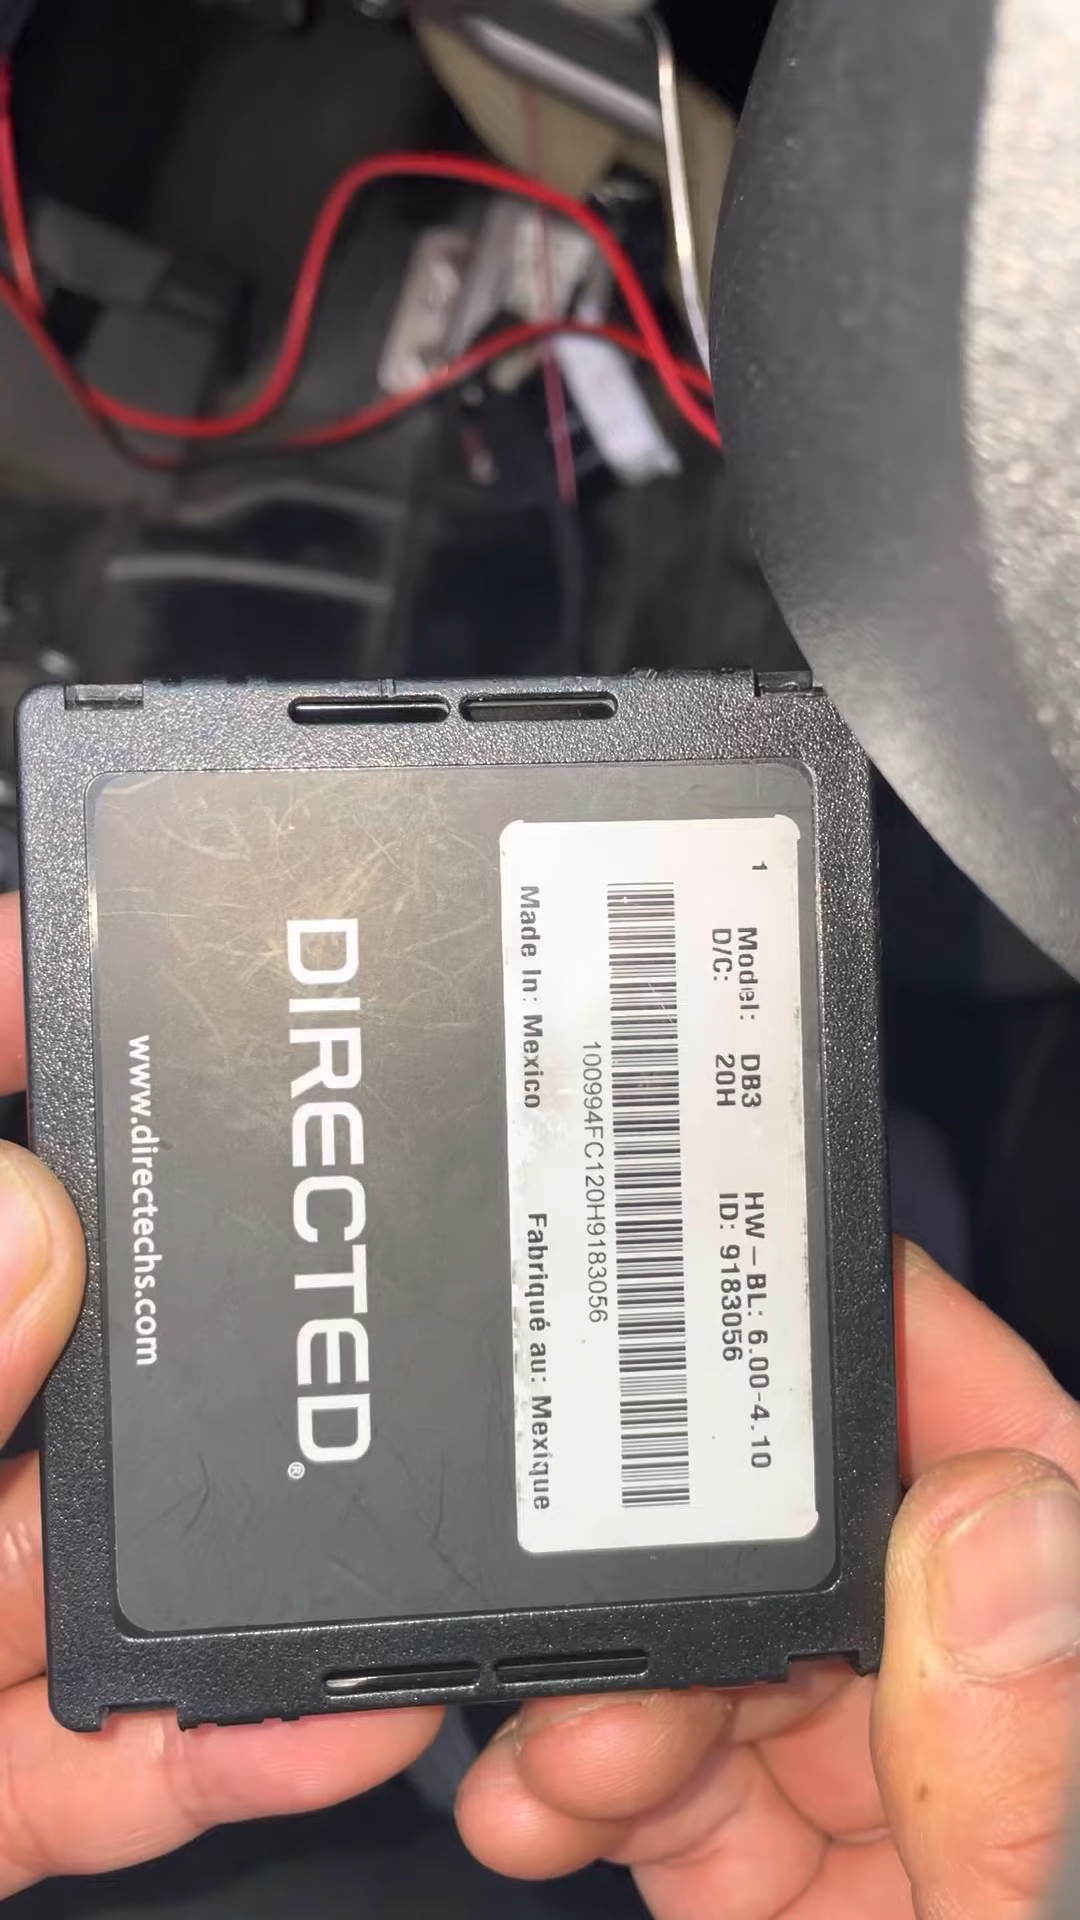 1 Model: DB3 HW-BL: 6.00-4.10
D/C: 20H ID: 9183056
100994FC120H9183056
Made In: Mexico Fabriqué au: Mexique
DIRECTED®
www.directechs.com